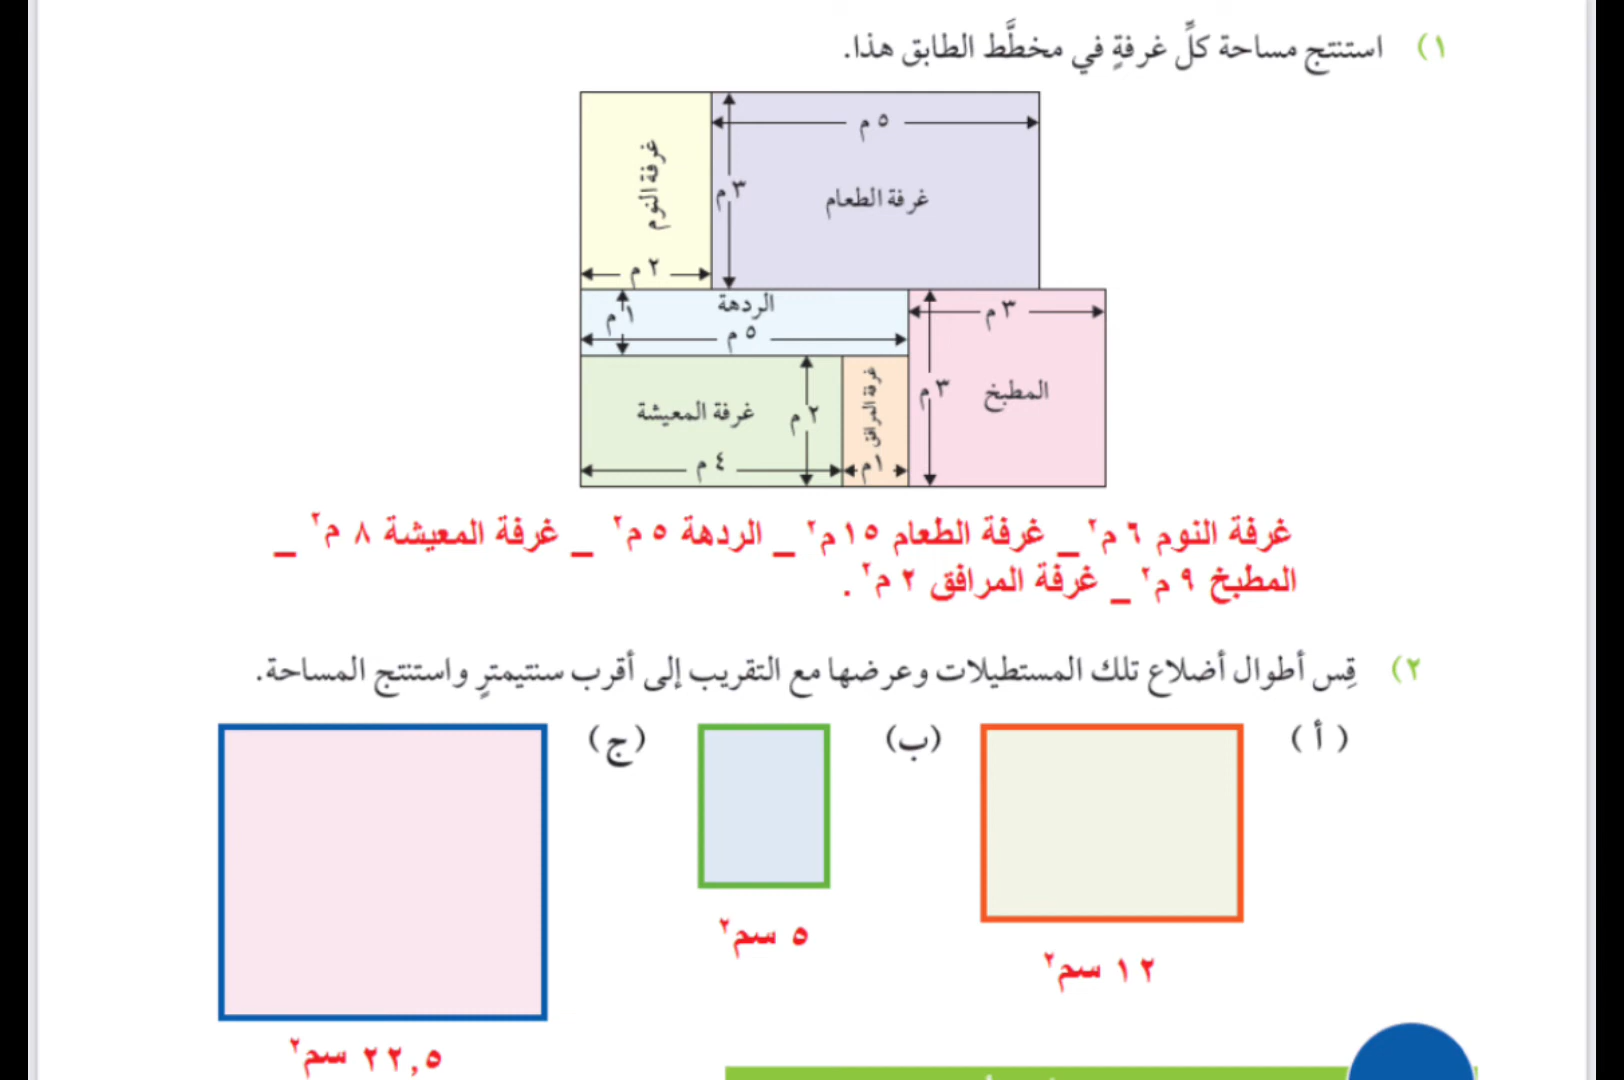 ١) استنتج مساحة كلِّ غرفةٍ في مخطَّط الطابق هذا.
٥ م
غرفة النوم
٣ م
غرفة الطعام
٢ م
الردهة
١ م
٥ م
٣ م
غرفة المعيشة
٢ م
غرفة المرافق
٣ م
المطبخ
٤ م
١ م
غرفة النوم ٦ م٢ _ غرفة الطعام ١٥ م٢ _ الردهة ٥ م٢ _ غرفة المعيشة ٨ م٢ _
المطبخ ٩ م٢ _ غرفة المرافق ٢ م٢ .
٢) قِس أطوال أضلاع تلك المستطيلات وعرضها مع التقريب إلى أقرب سنتيمترٍ واستنتج المساحة.
( أ ) (ب) (ج)
٥ سم٢
١٢ سم٢
٢٢,٥ سم٢